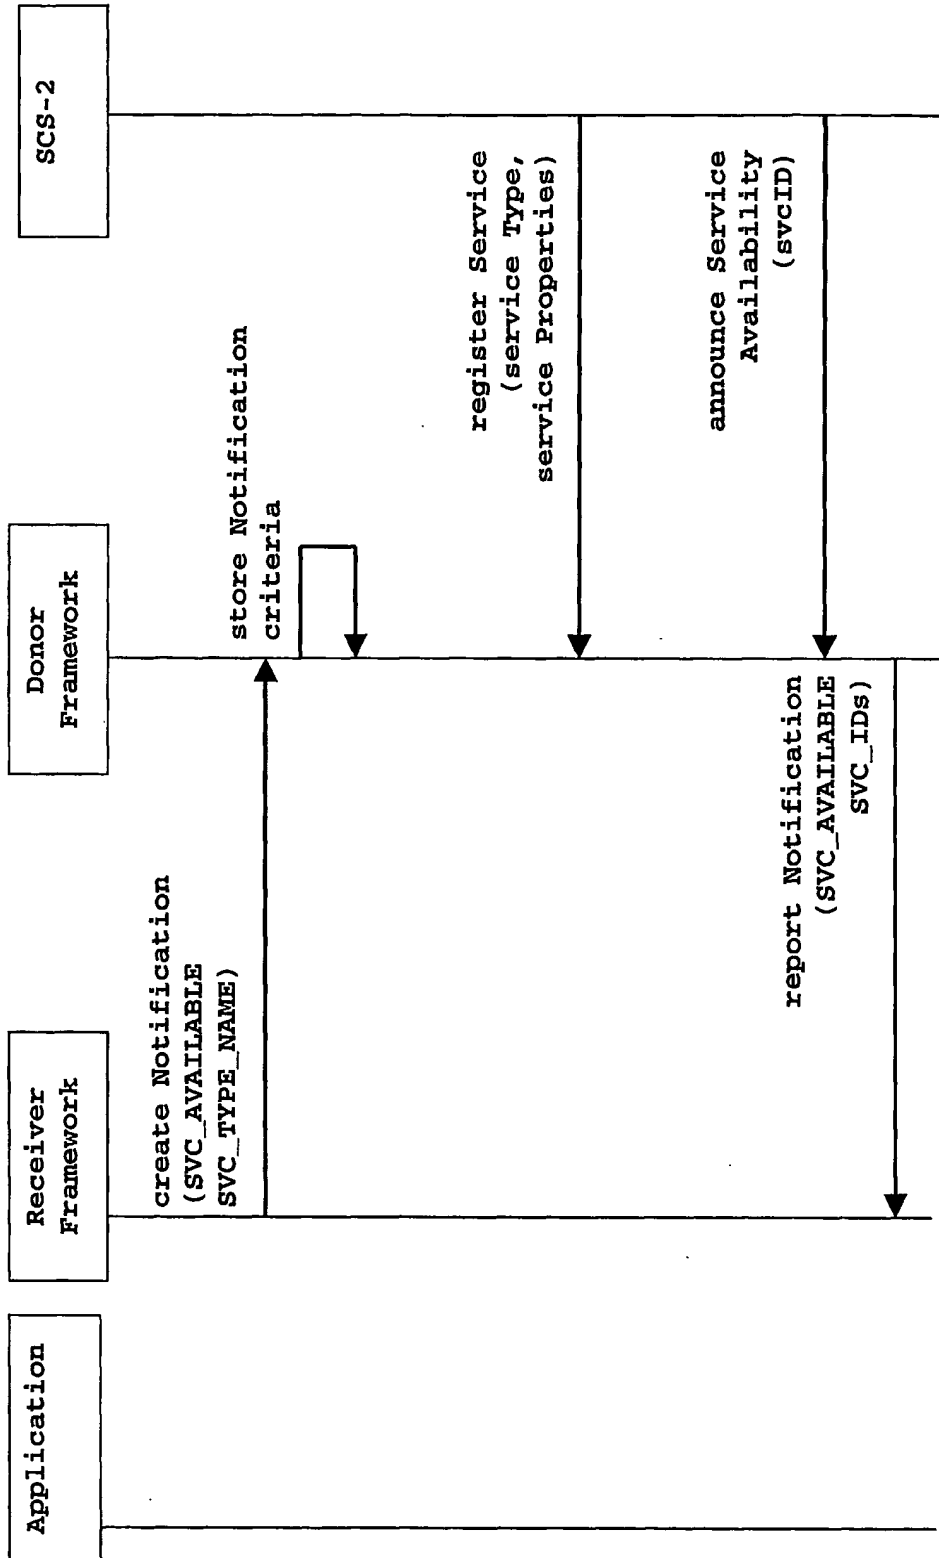 Application
Receiver
Framework
Donor
Framework
SCS-2
create Notification
(SVC_AVAILABLE
SVC_TYPE_NAME)
store Notification
criteria
register Service
(service Type,
service Properties)
announce Service
Availability
(svcID)
report Notification
(SVC_AVAILABLE
SVC_IDs)